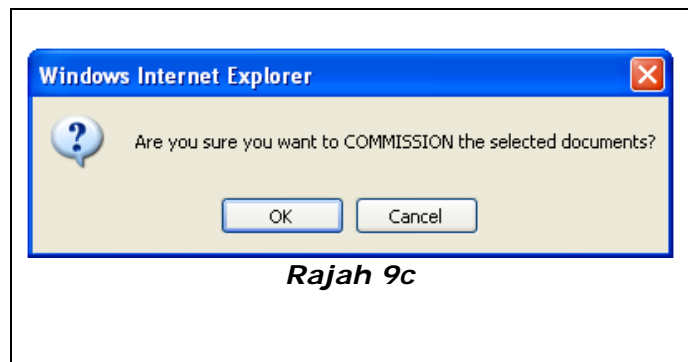 Windows Internet Explorer
Are you sure you want to COMMISSION the selected documents?
OK
Cancel
Rajah 9c